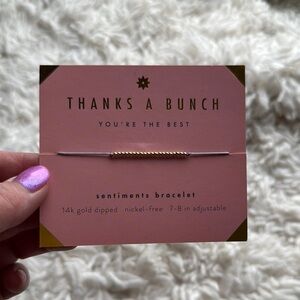 THANKS A BUNCH
YOU'RE THE BEST
sentiments bracelet
14k gold dipped nickel-free 7-8 in adjustable